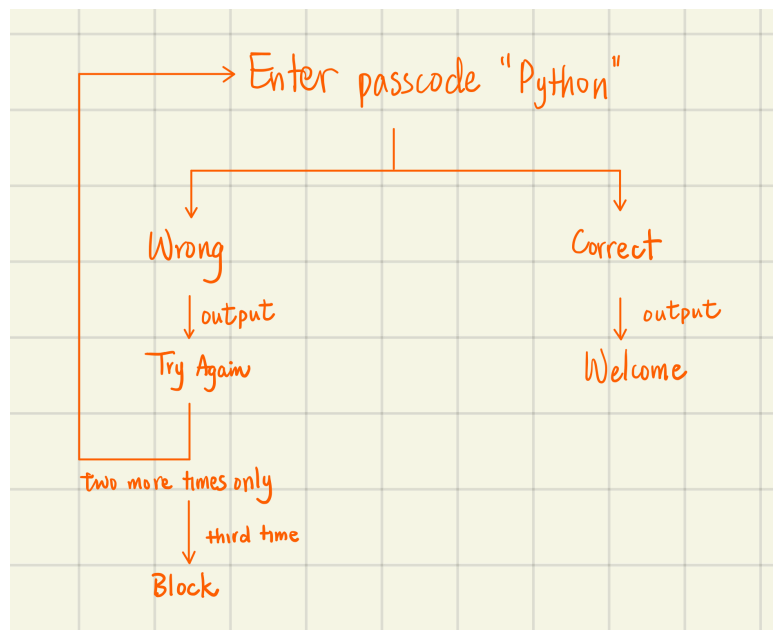 Enter passcode "Python"
Wrong
Correct
output
output
Try Again
Welcome
two more times only
third time
Block